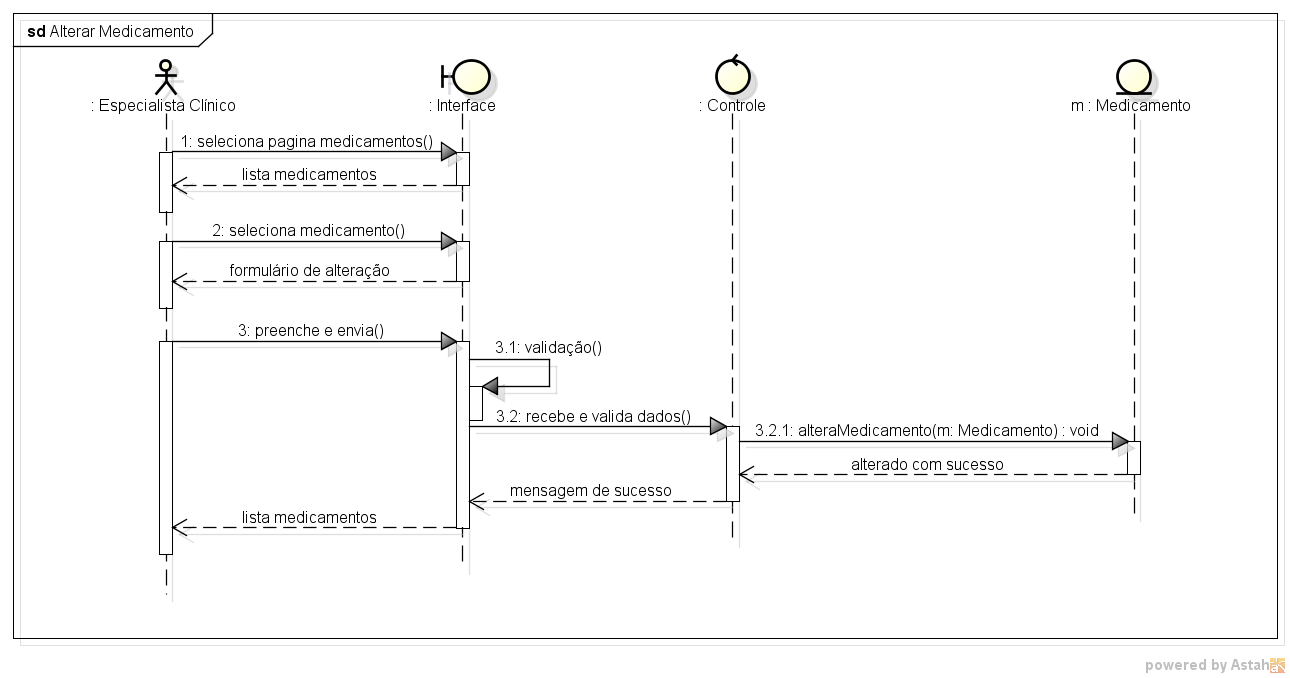 sd Alterar Medicamento
: Especialista Clínico
: Interface
: Controle
m : Medicamento
1: seleciona pagina medicamentos()
lista medicamentos
2: seleciona medicamento()
formulário de alteração
3: preenche e envia()
3.1: validação()
3.2: recebe e valida dados()
3.2.1: alteraMedicamento(m: Medicamento) : void
alterado com sucesso
mensagem de sucesso
lista medicamentos
powered by Astah